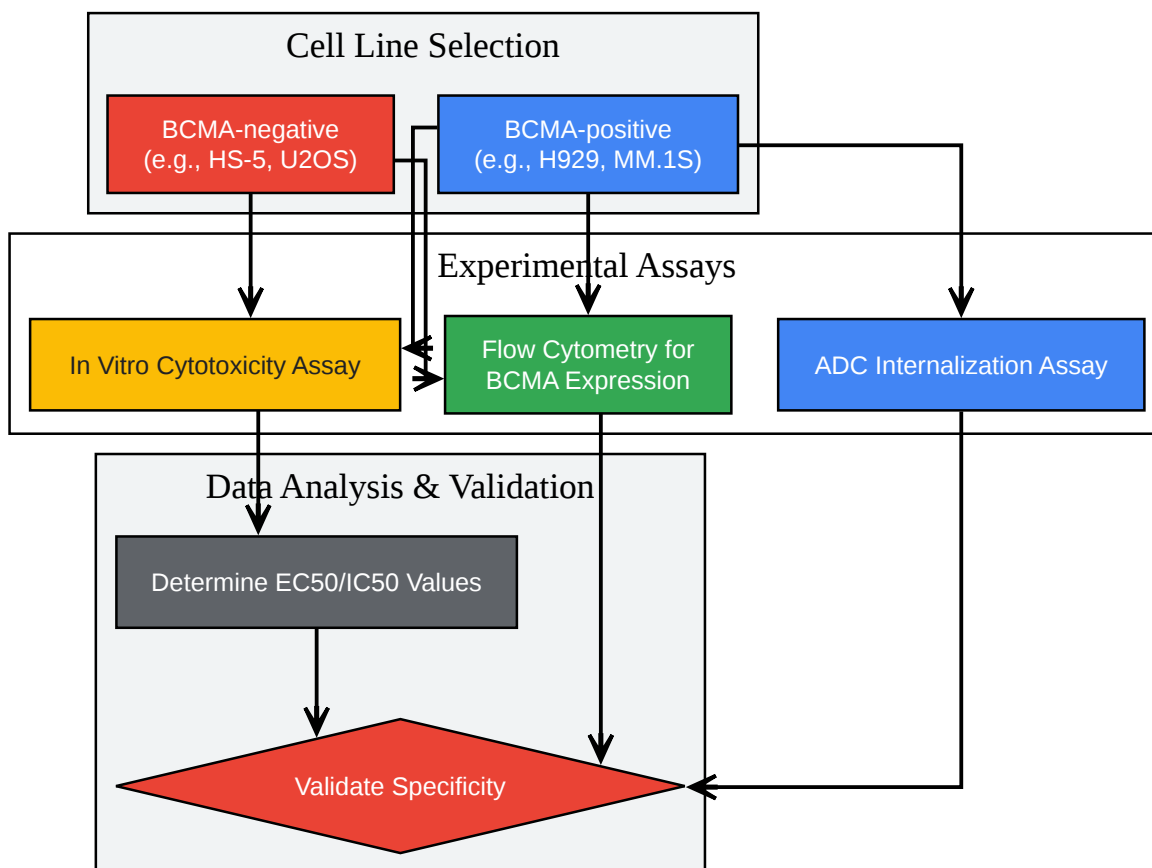 Cell Line Selection
BCMA-negative
(e.g., HS-5, U2OS)
BCMA-positive
(e.g., H929, MM.1S)
Experimental Assays
In Vitro Cytotoxicity Assay
Flow Cytometry for
BCMA Expression
ADC Internalization Assay
Data Analysis & Validation
Determine EC50/IC50 Values
Validate Specificity